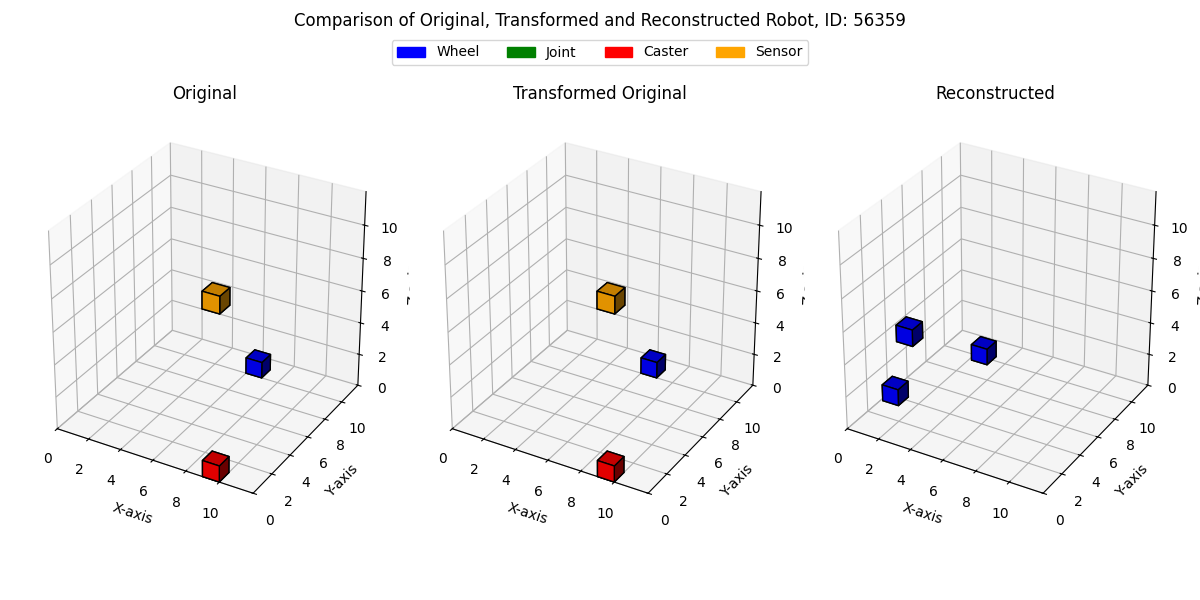 Comparison of Original, Transformed and Reconstructed Robot, ID: 56359
Wheel Joint Caster Sensor
Original Transformed Original Reconstructed
10 10 10
8 8 8
6 6 6
4 4 4
2 2 2
0 0 0
0 2 4 6 8 10 0 2 4 6 8 10 0 2 4 6 8 10
0 2 4 6 8 10 0 2 4 6 8 10 0 2 4 6 8 10
X-axis Y-axis X-axis Y-axis X-axis Y-axis